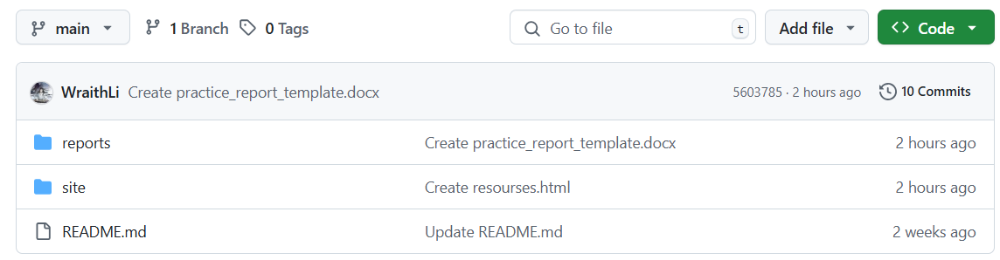 main 1 Branch 0 Tags Go to file t Add file Code
WraithLi Create practice_report_template.docx 5603785 · 2 hours ago 10 Commits
reports Create practice_report_template.docx 2 hours ago
site Create resourses.html 2 hours ago
README.md Update README.md 2 weeks ago